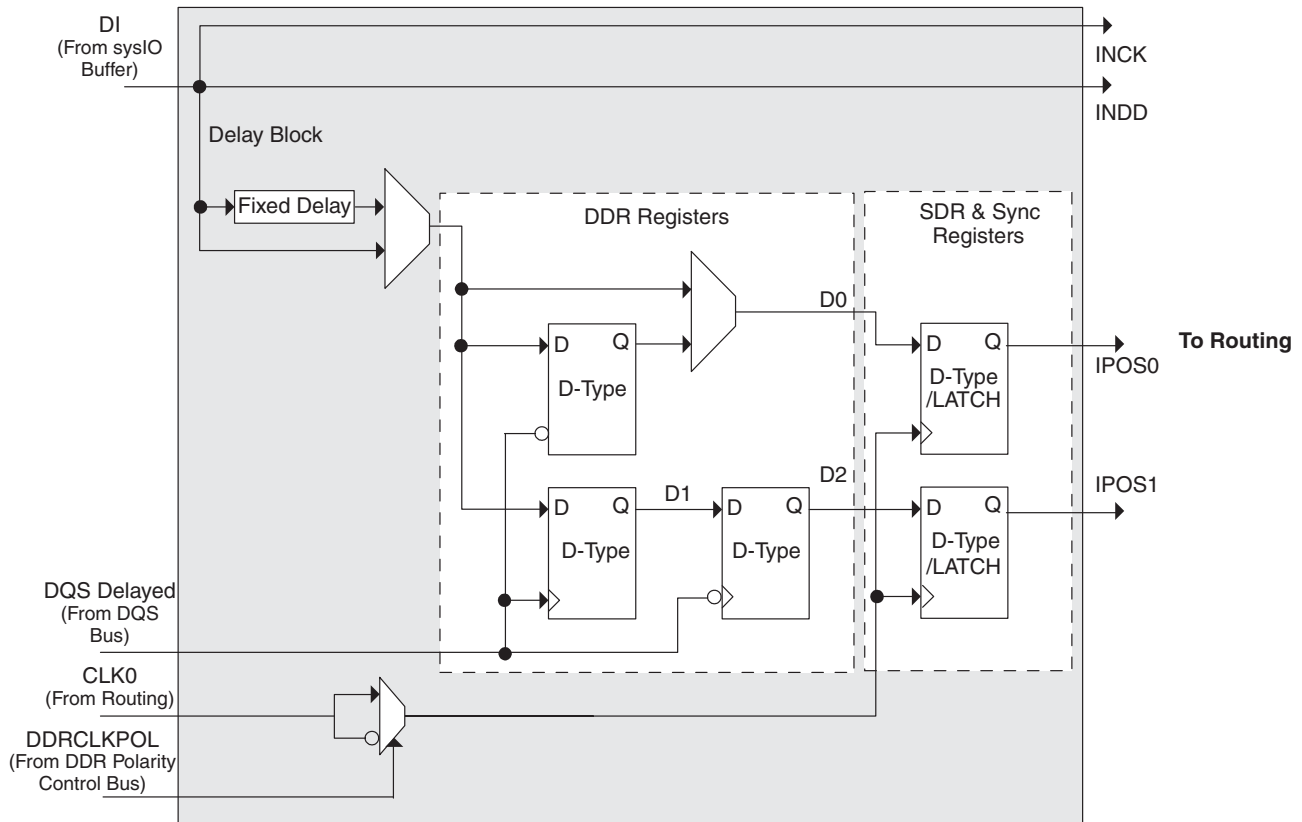 DI
(From sysIO
Buffer)
INCK
INDD
Delay Block
Fixed Delay
DDR Registers
SDR & Sync
Registers
D0
D Q
D-Type
D Q
D-Type
/LATCH
IPOS0
To Routing
D Q
D-Type
D1
D Q
D-Type
D2
D Q
D-Type
/LATCH
IPOS1
DQS Delayed
(From DQS
Bus)
CLK0
(From Routing)
DDRCLKPOL
(From DDR Polarity
Control Bus)